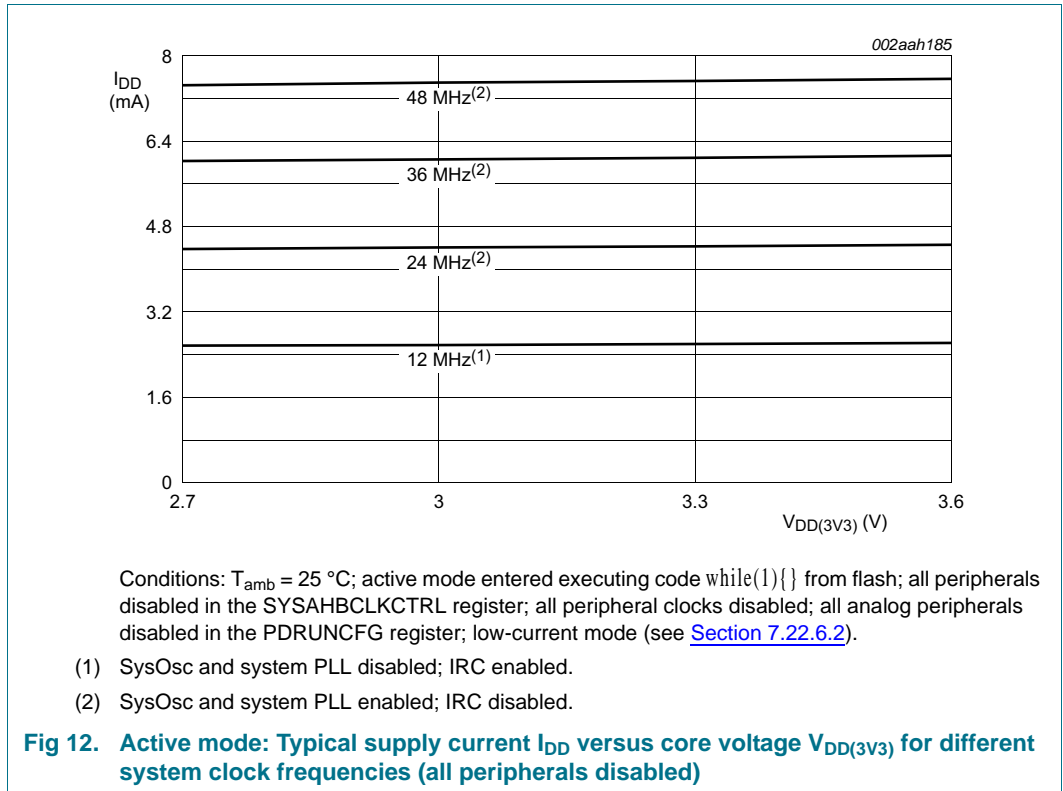 002aah185
8
IDD
(mA)
48 MHz(2)
6.4
36 MHz(2)
4.8
24 MHz(2)
3.2
12 MHz(1)
1.6
0
2.7 3 3.3 3.6
VDD(3V3) (V)
Conditions: Tamb = 25 °C; active mode entered executing code while(1){} from flash; all peripherals
disabled in the SYSAHBCLKCTRL register; all peripheral clocks disabled; all analog peripherals
disabled in the PDRUNCFG register; low-current mode (see Section 7.22.6.2).
(1) SysOsc and system PLL disabled; IRC enabled.
(2) SysOsc and system PLL enabled; IRC disabled.
Fig 12. Active mode: Typical supply current IDD versus core voltage VDD(3V3) for different
system clock frequencies (all peripherals disabled)